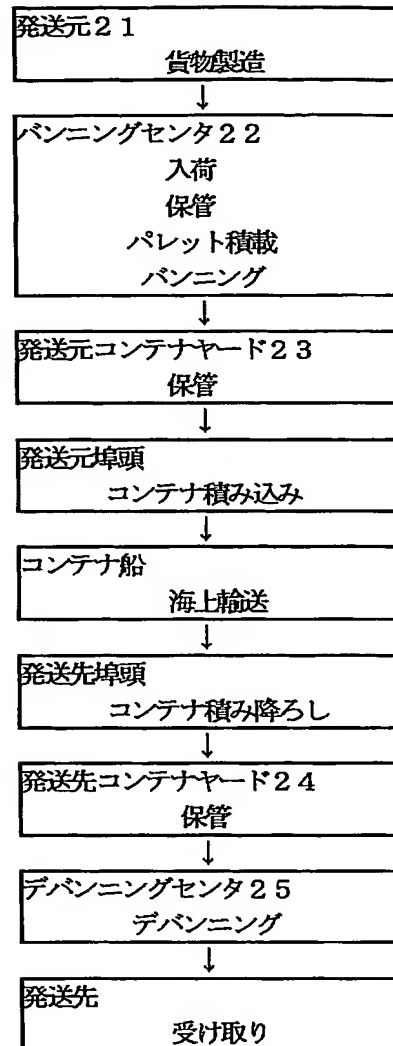 発送元２１
貨物製造
↓
バンニングセンタ２２
入荷
保管
パレット積載
バンニング
↓
発送元コンテナヤード２３
保管
↓
発送元埠頭
コンテナ積み込み
↓
コンテナ船
海上輸送
↓
発送先埠頭
コンテナ積み降ろし
↓
発送先コンテナヤード２４
保管
↓
デバンニングセンタ２５
デバンニング
↓
発送先
受け取り